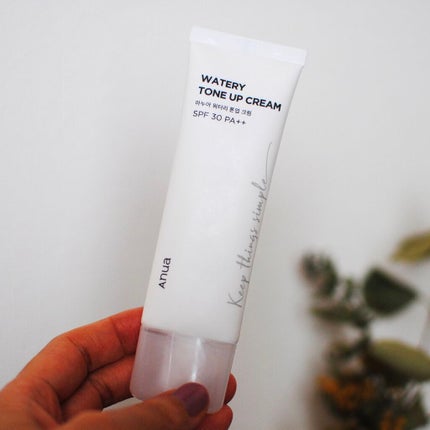 WATERY
TONE UP CREAM
아누아 워터리 톤업 크림
SPF 30 PA++
Keep things simple
Anua